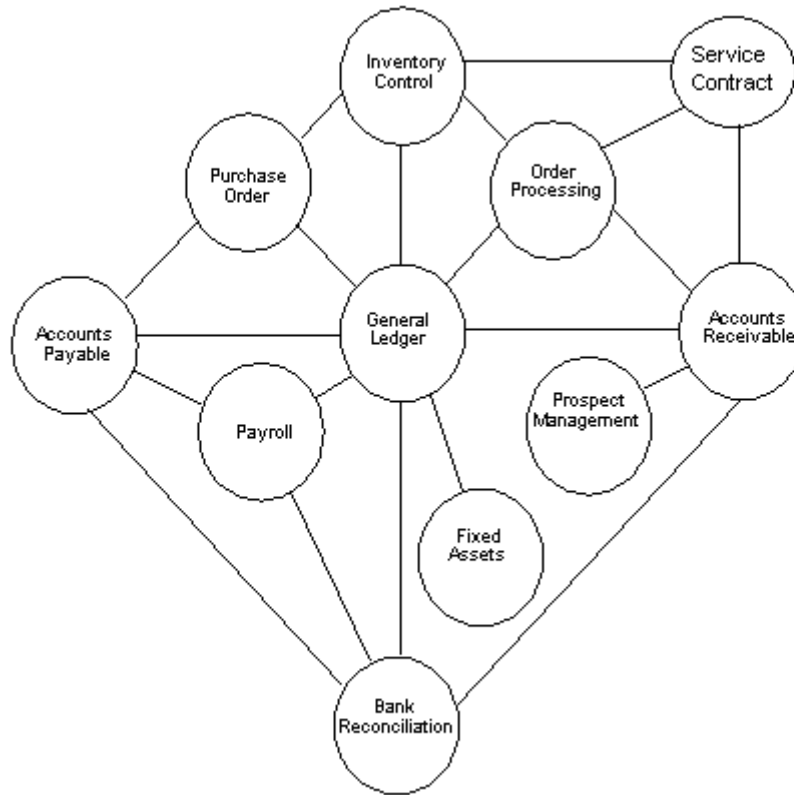 Inventory
Control
Service
Contract
Purchase
Order
Order
Processing
General
Ledger
Accounts
Payable
Accounts
Receivable
Payroll
Prospect
Management
Fixed
Assets
Bank
Reconciliation